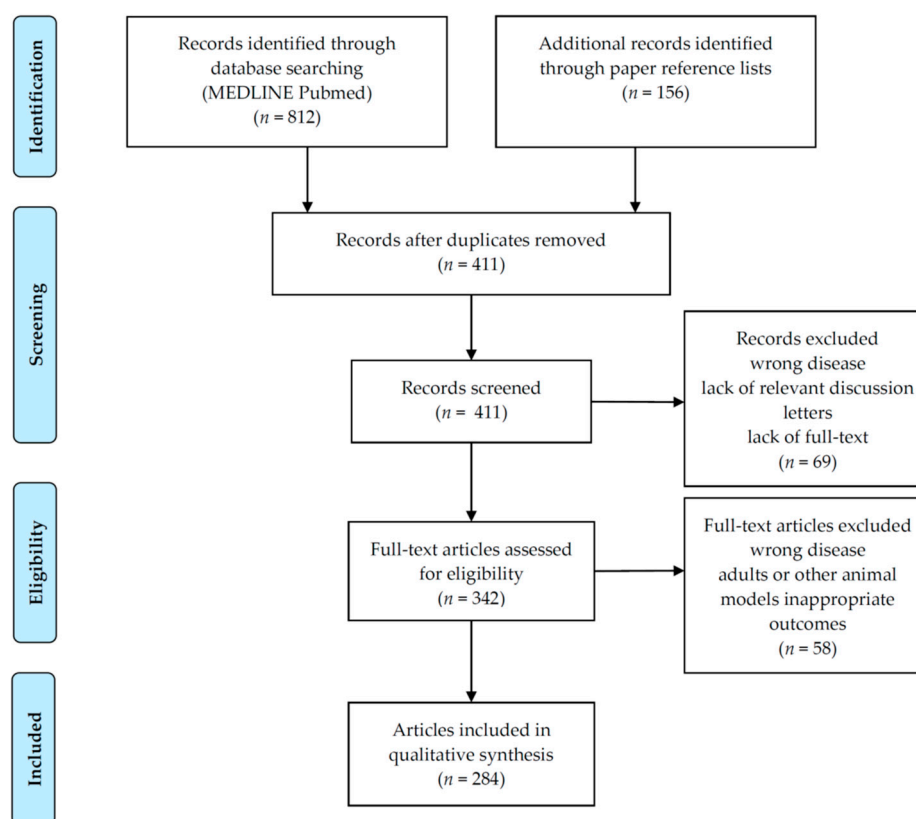 Identification
Records identified through
database searching
(MEDLINE Pubmed)
(n = 812)
Additional records identified
through paper reference lists
(n = 156)
Screening
Records after duplicates removed
(n = 411)
Records screened
(n = 411)
Records excluded
wrong disease
lack of relevant discussion
letters
lack of full-text
(n = 69)
Eligibility
Full-text articles assessed
for eligibility
(n = 342)
Full-text articles excluded
wrong disease
adults or other animal
models inappropriate
outcomes
(n = 58)
Included
Articles included in
qualitative synthesis
(n = 284)